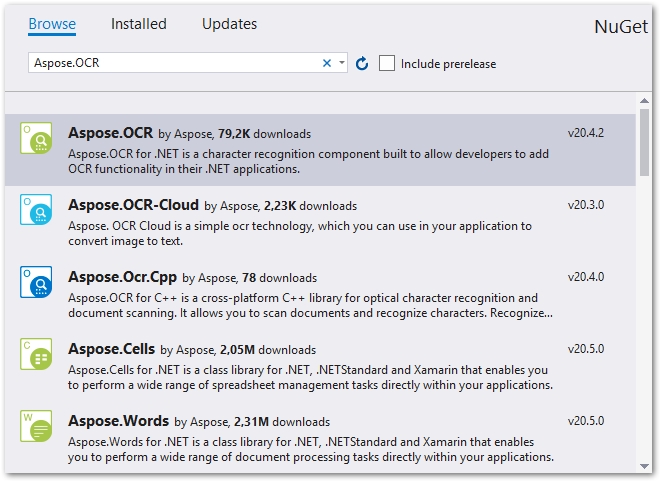 Browse Installed Updates NuGet
Aspose.OCR Include prerelease
Aspose.OCR by Aspose, 79,2K downloads v20.4.2
Aspose.OCR for .NET is a character recognition component built to allow developers to add
OCR functionality in their .NET applications.
Aspose.OCR-Cloud by Aspose, 2,23K downloads v20.3.0
Aspose. OCR Cloud is a simple ocr technology, which you can use in your application to
convert image to text.
Aspose.Ocr.Cpp by Aspose, 78 downloads v20.4.0
Aspose.OCR for C++ is a cross-platform C++ library for optical character recognition and
document scanning. It allows you to scan documents and recognize characters. Recognize...
Aspose.Cells by Aspose, 2,05M downloads v20.5.0
Aspose.Cells for .NET is a class library for .NET, .NETStandard and Xamarin that enables you
to perform a wide range of spreadsheet management tasks directly within your applications.
Aspose.Words by Aspose, 2,31M downloads v20.5.0
Aspose.Words for .NET is a class library for .NET, .NETStandard and Xamarin that enables
you to perform a wide range of document processing tasks directly within your applications.